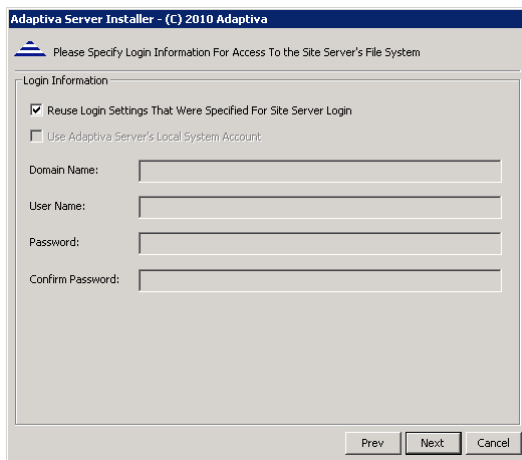 Adaptiva Server Installer - (C) 2010 Adaptiva
Please Specify Login Information For Access To the Site Server's File System
Login Information
Reuse Login Settings That Were Specified For Site Server Login
Use Adaptiva Server's Local System Account
Domain Name:
User Name:
Password:
Confirm Password:
Prev Next Cancel